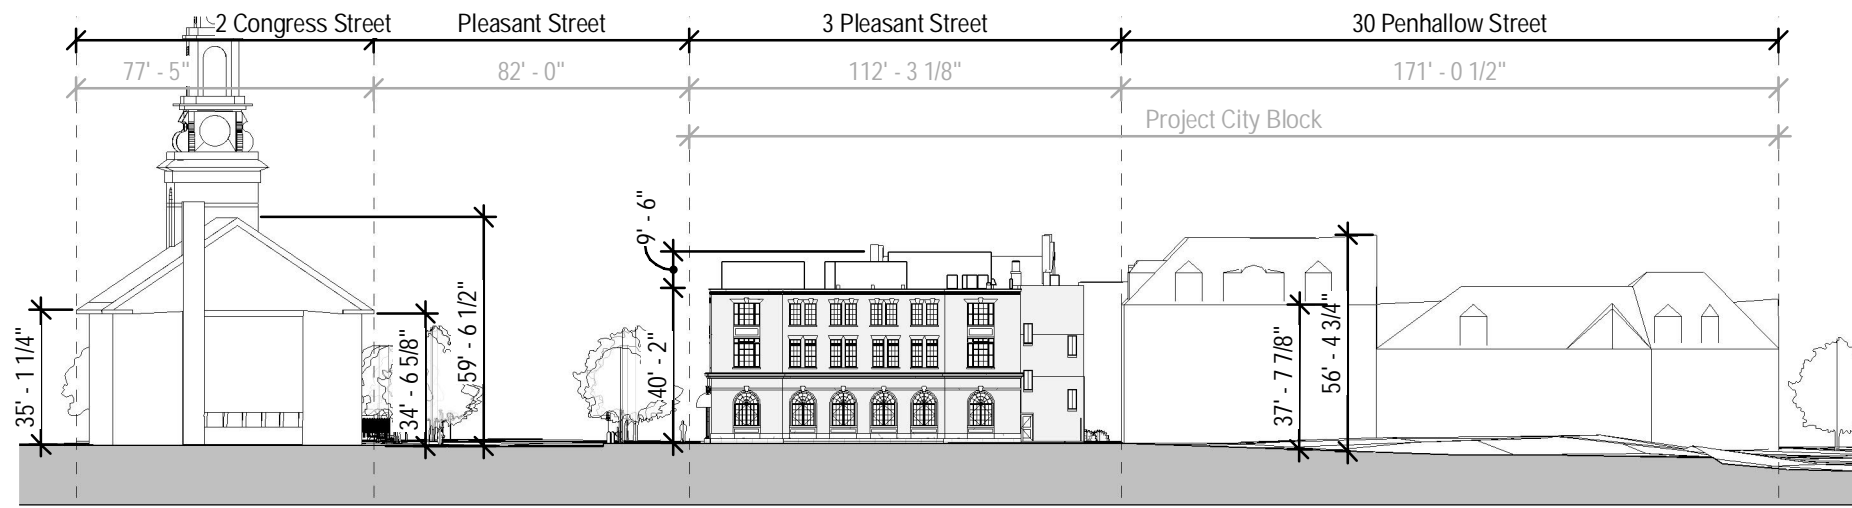 2 Congress Street
Pleasant Street
3 Pleasant Street
30 Penhallow Street
77' - 5"
82' - 0"
112' - 3 1/8"
171' - 0 1/2"
Project City Block
9' - 6"
35' - 1 1/4"
34' - 6 5/8"
59' - 6 1/2"
40' - 2"
37' - 7 7/8"
56' - 4 3/4"